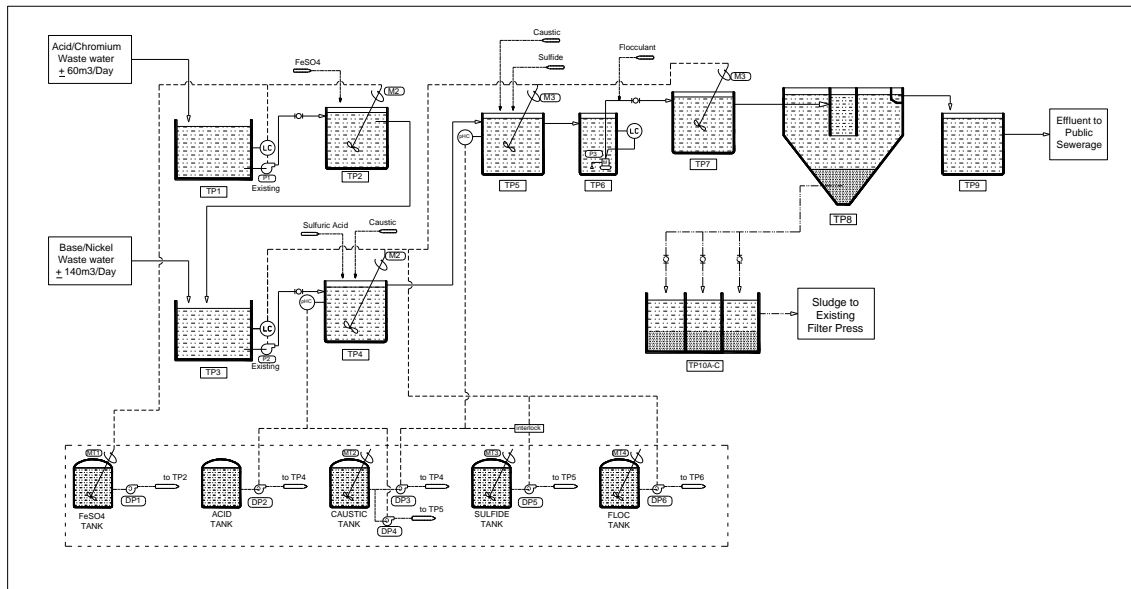 Acid/Chromium
Waste water
± 60m3/Day
FeSO4
M2
LC
P1
Existing
TP1
TP2
Caustic
Sulfide
M3
pHC
TP5
Flocculant
LC
P3
TP6
M3
TP7
TP8
TP9
Effluent to
Public
Sewerage
Base/Nickel
Waste water
± 140m3/Day
Sulfuric Acid
Caustic
M2
pHC
LC
P2
Existing
TP3
TP4
TP10A-C
Sludge to
Existing
Filter Press
interlock
MT1
to TP2
DP1
FeSO4
TANK
to TP4
DP2
ACID
TANK
MT2
to TP4
DP3
to TP5
DP4
CAUSTIC
TANK
MT3
to TP5
DP5
SULFIDE
TANK
MT4
to TP6
DP6
FLOC
TANK